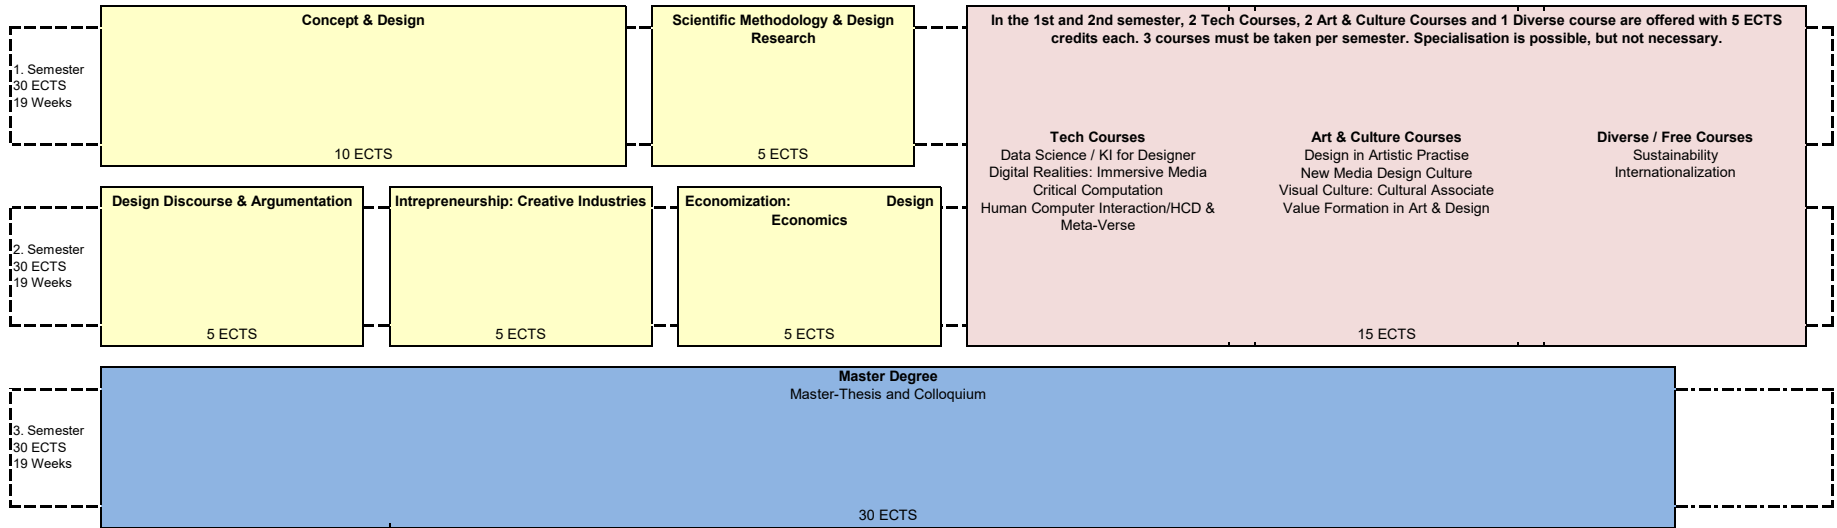 Concept & Design
Scientific Methodology & Design
Research
In the 1st and 2nd semester, 2 Tech Courses, 2 Art & Culture Courses and 1 Diverse course are offered with 5 ECTS
credits each. 3 courses must be taken per semester. Specialisation is possible, but not necessary.
1. Semester
30 ECTS
19 Weeks
10 ECTS
5 ECTS
Tech Courses
Data Science / KI for Designer
Digital Realities: Immersive Media
Critical Computation
Human Computer Interaction/HCD &
Meta-Verse
Art & Culture Courses
Design in Artistic Practise
New Media Design Culture
Visual Culture: Cultural Associate
Value Formation in Art & Design
Diverse / Free Courses
Sustainability
Internationalization
2. Semester
30 ECTS
19 Weeks
Design Discourse & Argumentation
5 ECTS
Intrepreneurship: Creative Industries
5 ECTS
Economization: Design
Economics
5 ECTS
15 ECTS
3. Semester
30 ECTS
19 Weeks
Master Degree
Master-Thesis and Colloquium
30 ECTS